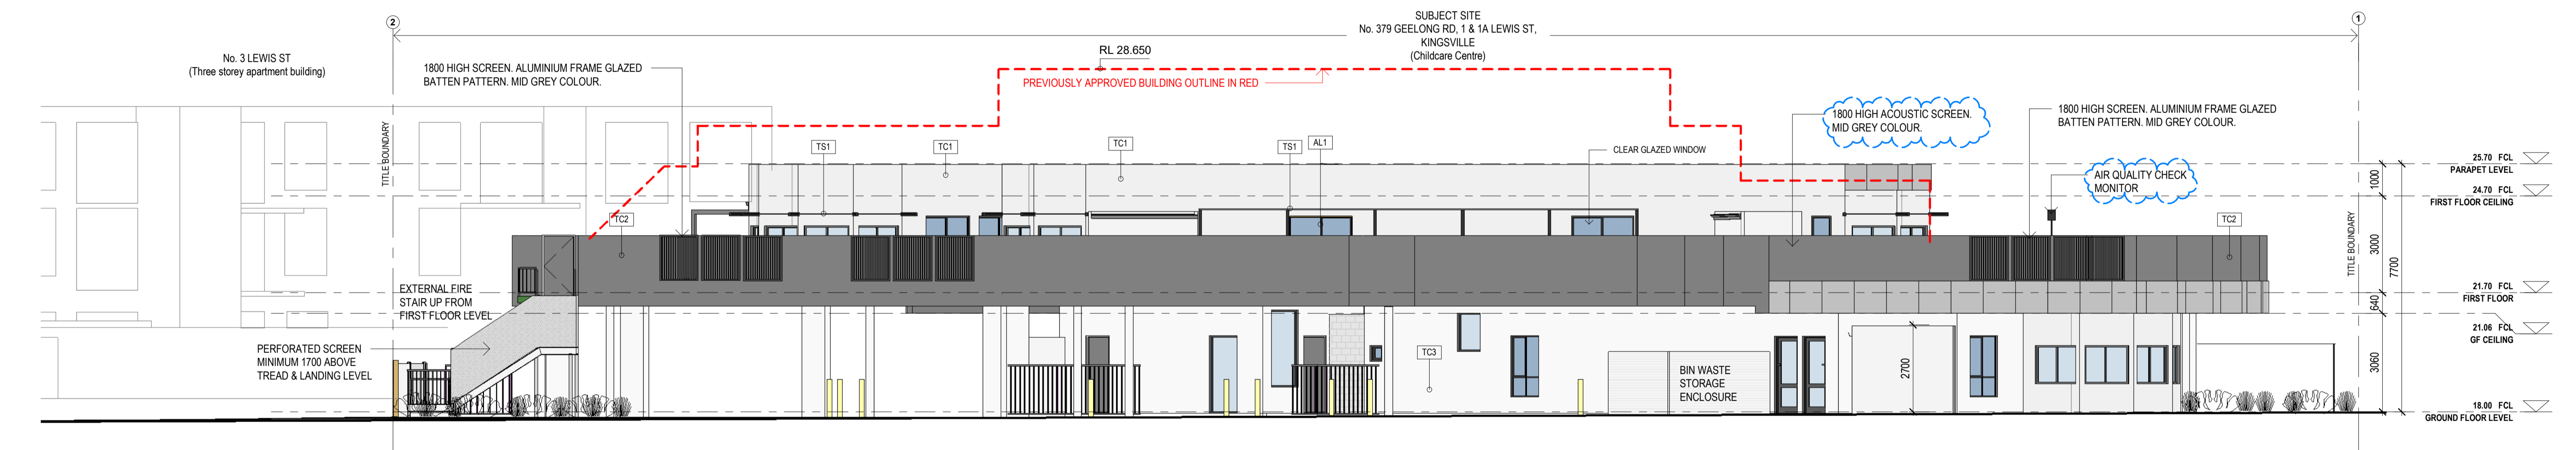 2
SUBJECT SITE
No. 379 GEELONG RD, 1 & 1A LEWIS ST,
KINGSVILLE
(Childcare Centre)
1
No. 3 LEWIS ST
(Three storey apartment building)
1800 HIGH SCREEN. ALUMINIUM FRAME GLAZED
BATTEN PATTERN. MID GREY COLOUR.
RL 28.650
PREVIOUSLY APPROVED BUILDING OUTLINE IN RED
1800 HIGH ACOUSTIC SCREEN.
MID GREY COLOUR.
1800 HIGH SCREEN. ALUMINIUM FRAME GLAZED
BATTEN PATTERN. MID GREY COLOUR.
TITLE BOUNDARY
TS1
TC1
TC1
TS1
AL1
CLEAR GLAZED WINDOW
AIR QUALITY CHECK
MONITOR
TC2
TC2
TITLE BOUNDARY
25.70 FCL
PARAPET LEVEL
1000
24.70 FCL
FIRST FLOOR CEILING
3000
7700
21.70 FCL
FIRST FLOOR
640
21.06 FCL
GF CEILING
3060
18.00 FCL
GROUND FLOOR LEVEL
EXTERNAL FIRE
STAIR UP FROM
FIRST FLOOR LEVEL
PERFORATED SCREEN
MINIMUM 1700 ABOVE
TREAD & LANDING LEVEL
TC3
BIN WASTE
STORAGE
ENCLOSURE
2700